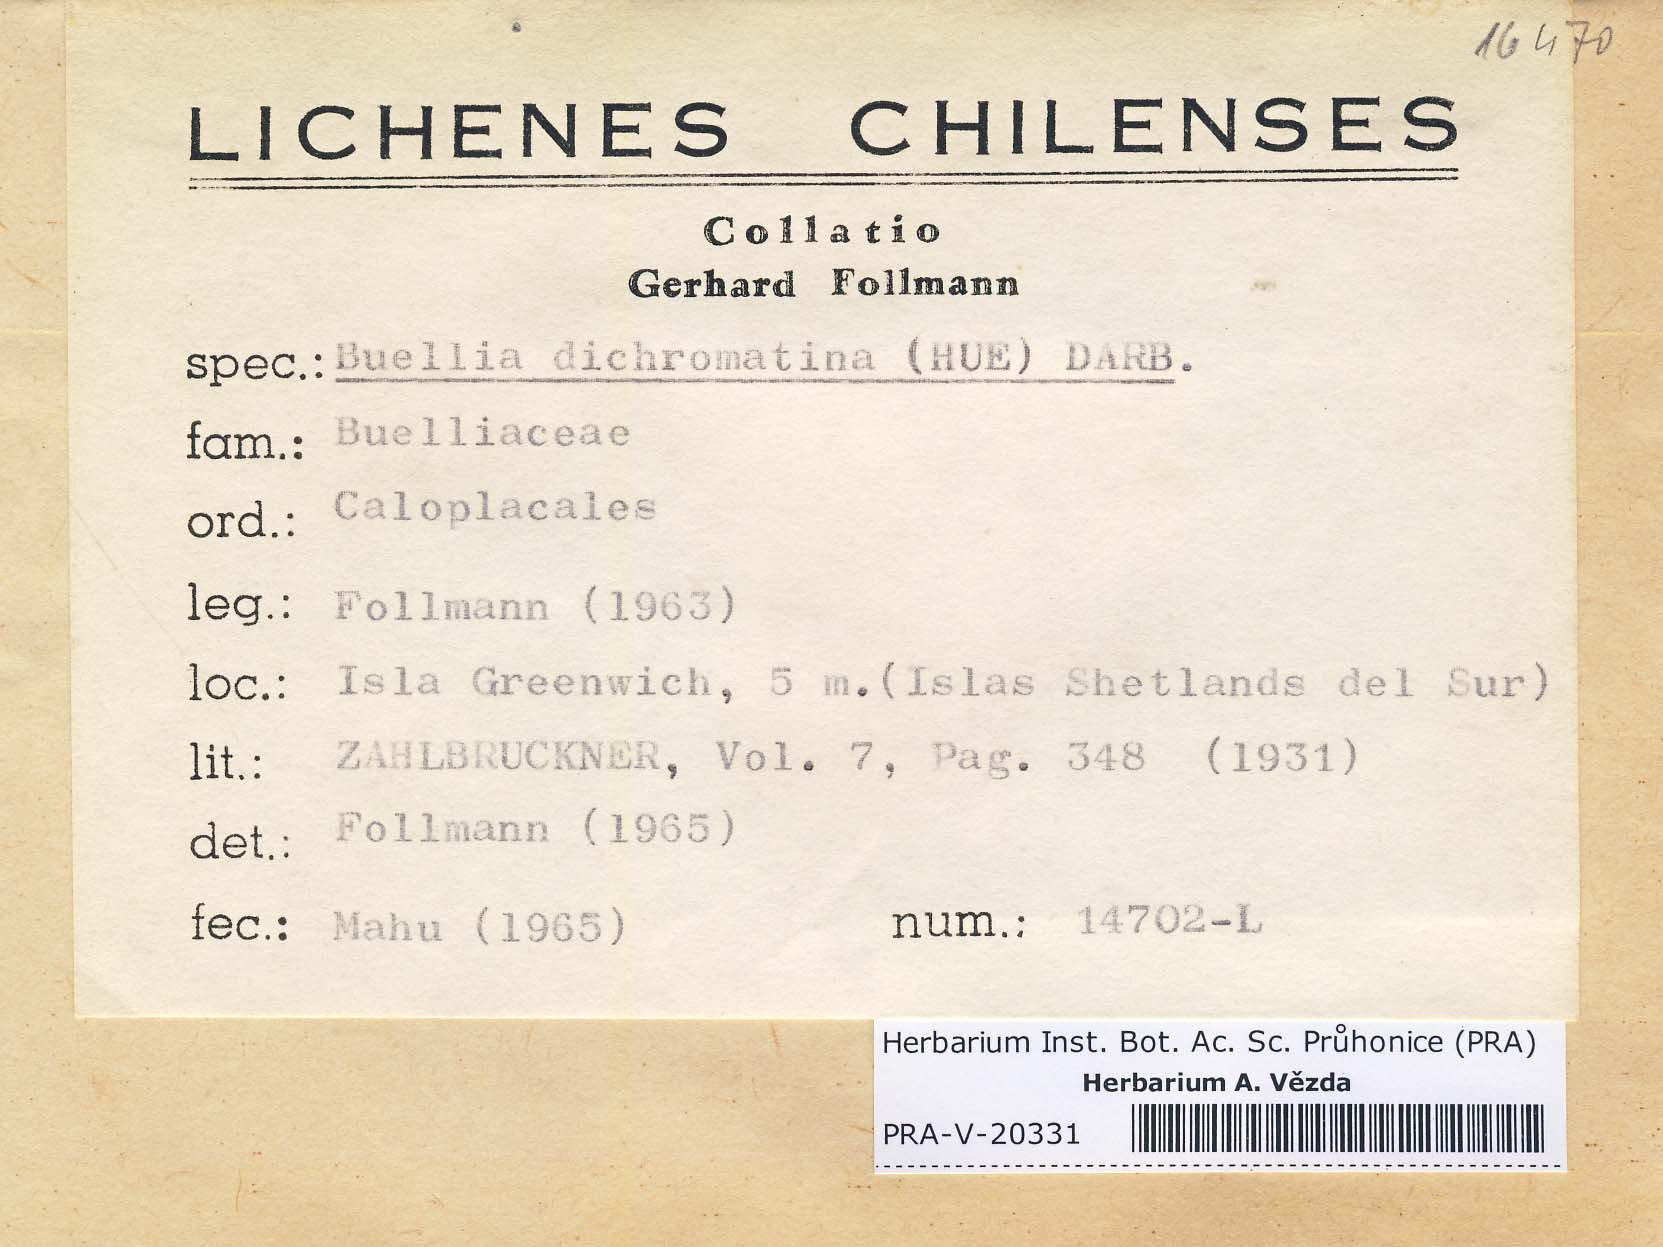 16470
LICHENES CHILENSES
Collatio
Gerhard Follmann
spec.: Buellia dichromatina (HUE) DARB.
fam.: Buelliaceae
ord.: Caloplacales
leg.: Follmann (1963)
loc.: Isla Greenwich, 5 m.(Islas Shetlands del Sur)
lit.: ZAHLBRUCKNER, Vol. 7, Pag. 348 (1931)
det.: Follmann (1965)
fec.: Mahu (1965) num.: 14702-L
Herbarium Inst. Bot. Ac. Sc. Průhonice (PRA)
Herbarium A. Vězda
PRA-V-20331